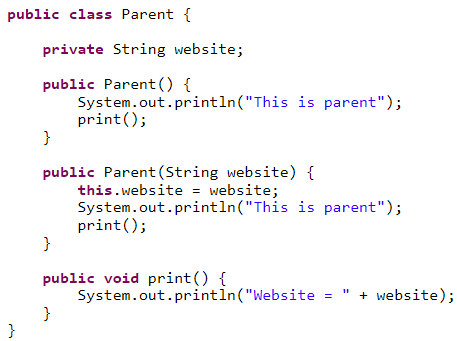 public class Parent {
private String website;
public Parent() {
System.out.println("This is parent");
print();
}
public Parent(String website) {
this.website = website;
System.out.println("This is parent");
print();
}
public void print() {
System.out.println("Website = " + website);
}
}